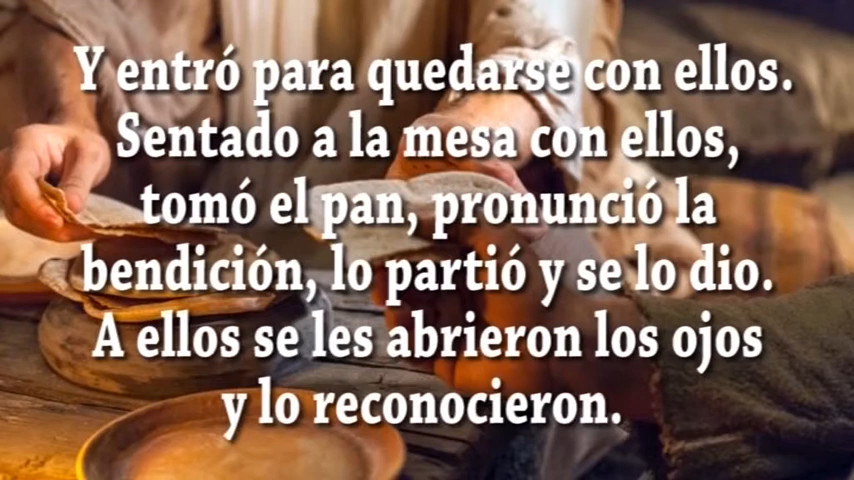 Y entró para quedarse con ellos.
Sentado a la mesa con ellos,
tomó el pan, pronunció la
bendición, lo partió y se lo dio.
A ellos se les abrieron los ojos
y lo reconocieron.